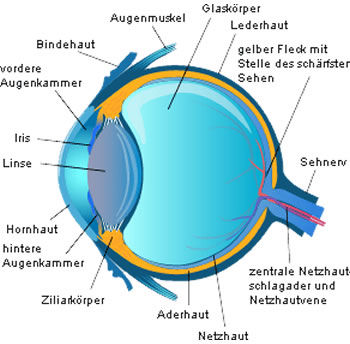 Glaskörper
Augenmuskel
Lederhaut
Bindehaut
gelber Fleck mit
Stelle des schärfsten
Sehen
vordere
Augenkammer
Iris
Linse
Sehnerv
Hornhaut
hintere
Augenkammer
zentrale Netzhaut-
schlagader und
Netzhautvene
Ziliarkörper
Aderhaut
Netzhaut